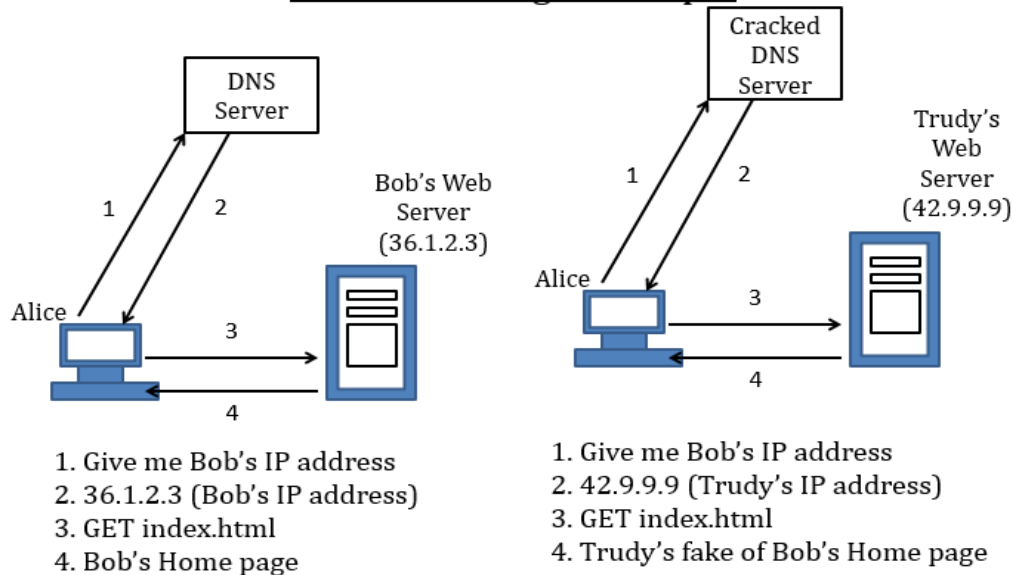 DNS
Server
1
2
Bob's Web
Server
(36.1.2.3)
Alice
3
4
1. Give me Bob's IP address
2. 36.1.2.3 (Bob's IP address)
3. GET index.html
4. Bob's Home page
Cracked
DNS
Server
1
2
Trudy's
Web
Server
(42.9.9.9)
Alice
3
4
1. Give me Bob's IP address
2. 42.9.9.9 (Trudy's IP address)
3. GET index.html
4. Trudy's fake of Bob's Home page